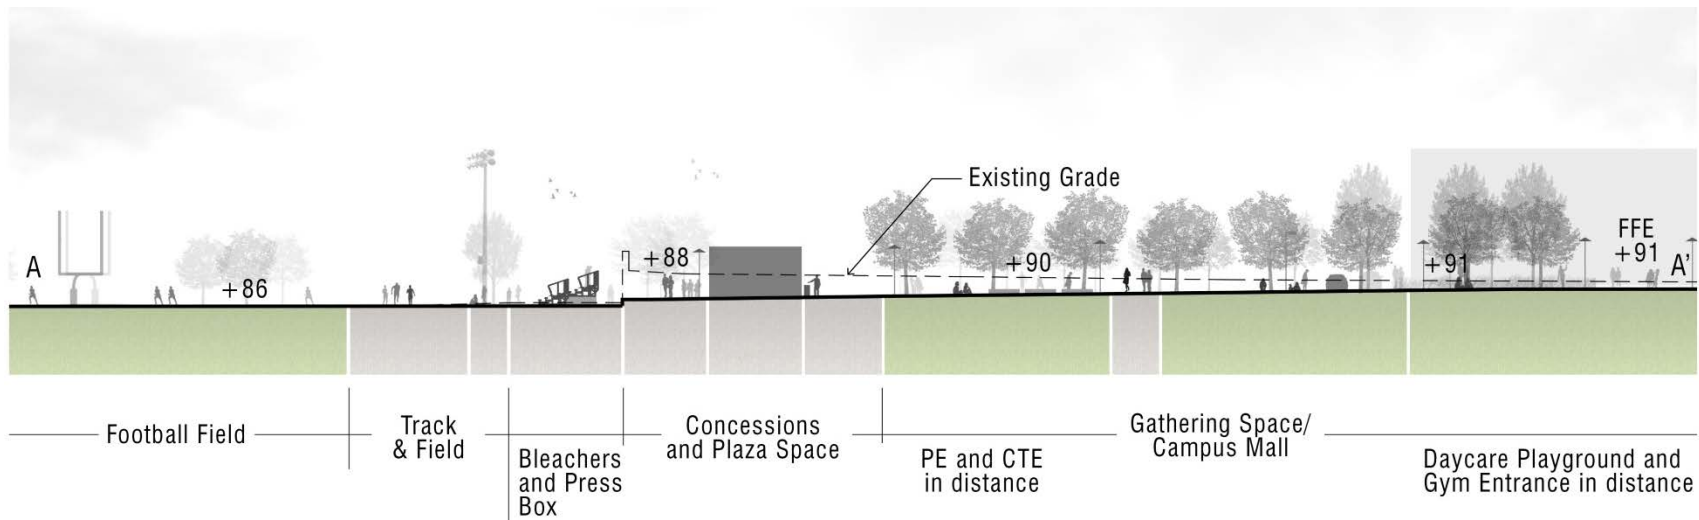 Existing Grade
A
+86
+88
+90
+91
FFE
+91
A'
Football Field
Track
& Field
Bleachers
and Press
Box
Concessions
and Plaza Space
Gathering Space/
Campus Mall
PE and CTE
in distance
Daycare Playground and
Gym Entrance in distance